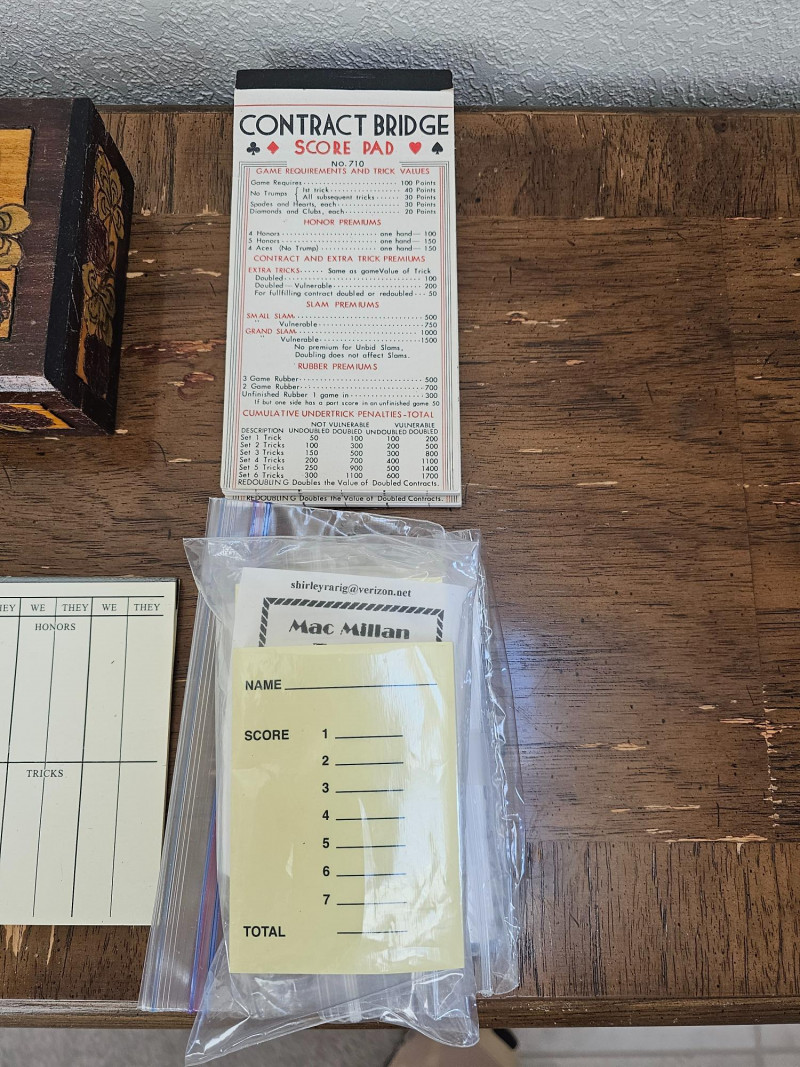 CONTRACT BRIDGE
SCORE PAD
No. 710
GAME REQUIREMENTS AND TRICK VALUES
Game Requires 100 Points
No Trumps { 1st trick 40 Points
All subsequent tricks 30 Points
Spades and Hearts, each 30 Points
Diamonds and Clubs, each 20 Points
HONOR PREMIUMS
4 Honors one hand— 100
5 Honors one hand— 150
4 Aces (No Trump) one hand— 150
CONTRACT AND EXTRA TRICK PREMIUMS
EXTRA TRICKS Same as gameValue of Trick
Doubled 100
Doubled— Vulnerable 200
For fullfilling contract doubled or redoubled 50
SLAM PREMIUMS
SMALL SLAM 500
" Vulnerable 750
GRAND SLAM 1000
" Vulnerable 1500
No premium for Unbid Slams,
Doubling does not affect Slams.
RUBBER PREMIUMS
3 Game Rubber 500
2 Game Rubber 700
Unfinished Rubber 1 game in 300
If but one side has a part score in an unfinished game 50
CUMULATIVE UNDERTRICK PENALTIES-TOTAL
NOT VULNERABLE VULNERABLE
DESCRIPTION UNDOUBLED DOUBLED UNDOUBLED DOUBLED
Set 1 Trick 50 100 100 200
Set 2 Tricks 100 300 200 500
Set 3 Tricks 150 500 300 800
Set 4 Tricks 200 700 400 1100
Set 5 Tricks 250 900 500 1400
Set 6 Tricks 300 1100 600 1700
REDOUBLING Doubles the Value of Doubled Contracts.
REDOUBLING Doubles the Value of Doubled Contracts.
HEY WE THEY WE THEY
HONORS
TRICKS
shirleyrarig@verizon.net
Mac Millan
NAME
SCORE 1
2
3
4
5
6
7
TOTAL